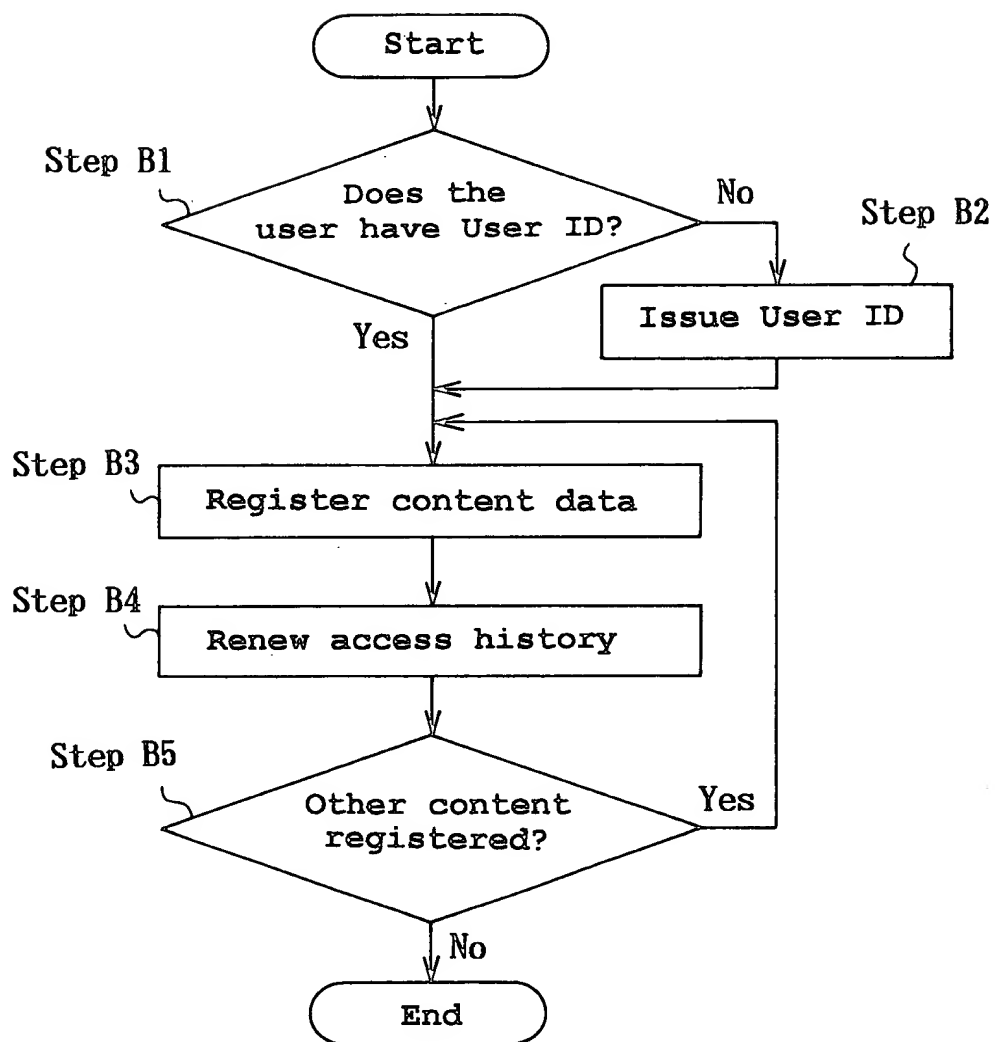 Start
Step B1
Does the
user have User ID?
No
Step B2
Issue User ID
Yes
Step B3
Register content data
Step B4
Renew access history
Step B5
Other content
registered?
Yes
No
End